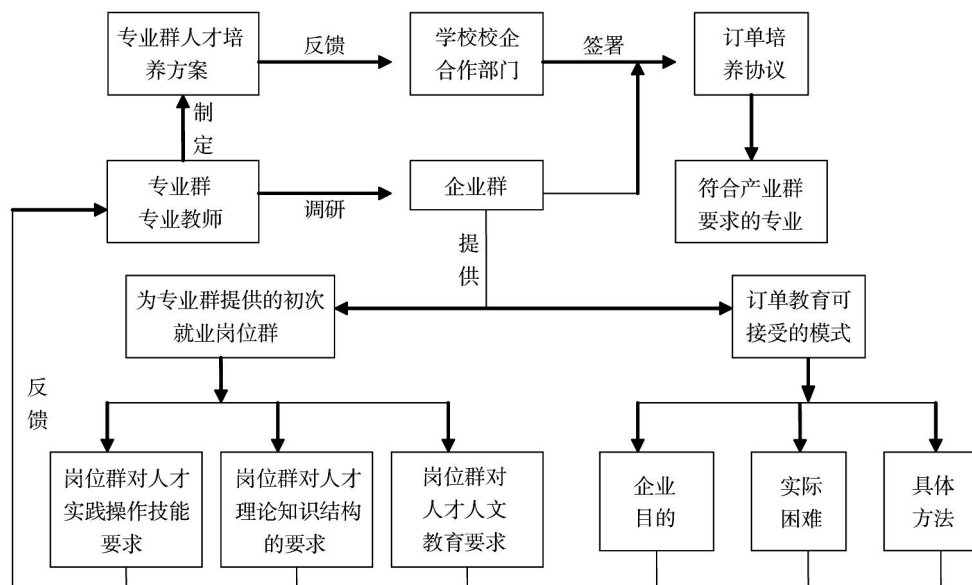 专业群人才培
养方案
反馈
学校校企
合作部门
签署
订单培
养协议
制
定
专业群
专业教师
调研
企业群
符合产业群
要求的专业
提
供
为专业群提供的初次
就业岗位群
订单教育可
接受的模式
反
馈
岗位群对人才
实践操作技能
要求
岗位群对人才
理论知识结构
的要求
岗位群对
人才人文
教育要求
企业
目的
实际
困难
具体
方法